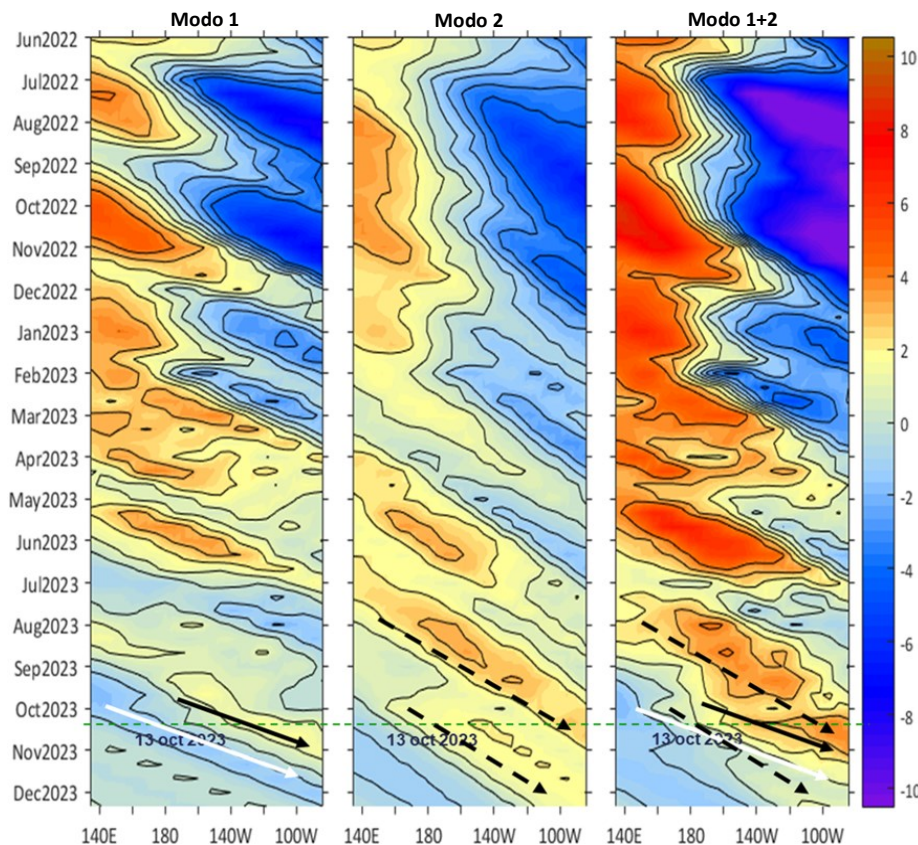 Modo 1
Modo 2
Modo 1+2
Jun2022
Jul2022
Aug2022
Sep2022
Oct2022
Nov2022
Dec2022
Jan2023
Feb2023
Mar2023
Apr2023
May2023
Jun2023
Jul2023
Aug2023
Sep2023
Oct2023
Nov2023
Dec2023
13 oct 2023
13 oct 2023
13 oct 2023
140E 180 140W 100W
140E 180 140W 100W
140E 180 140W 100W
10
8
6
4
2
0
-2
-4
-6
-8
-10